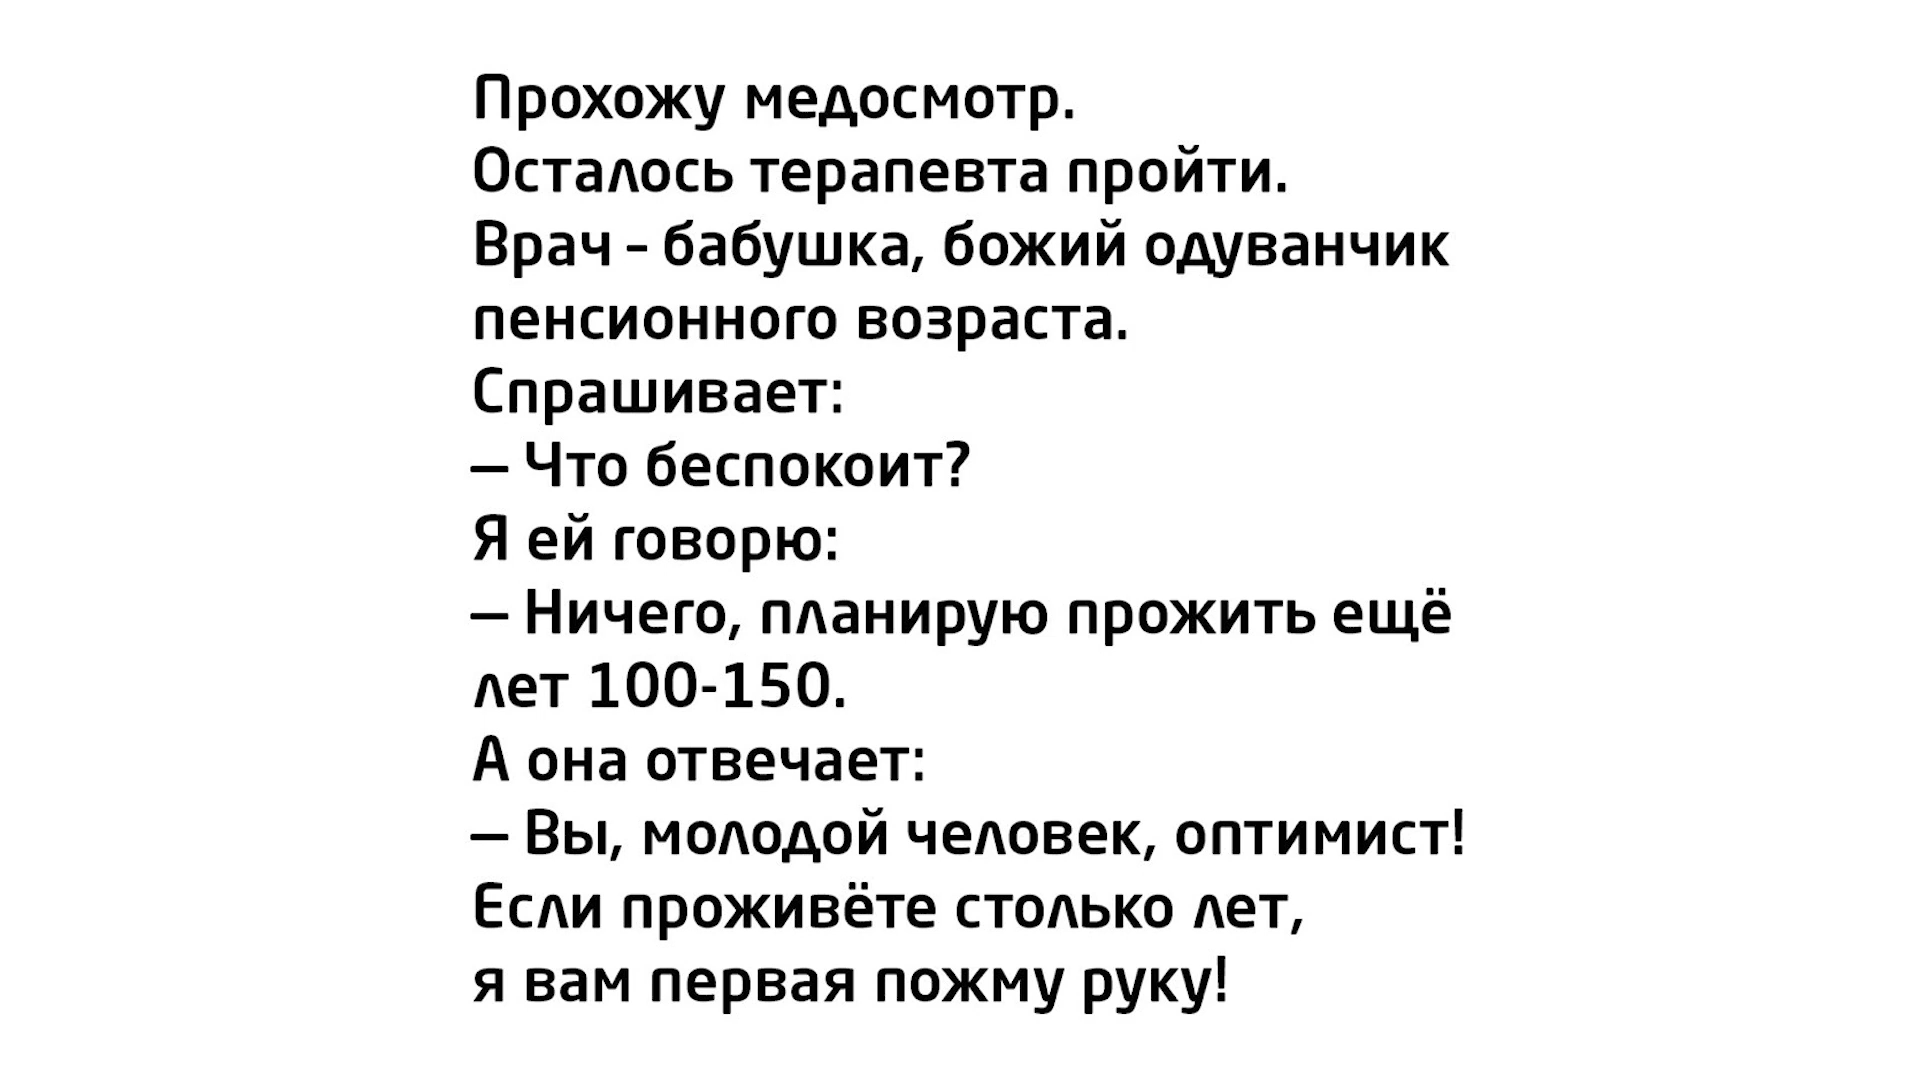 Прохожу медосмотр.
Осталось терапевта пройти.
Врач – бабушка, божий одуванчик
пенсионного возраста.
Спрашивает:
— Что беспокоит?
Я ей говорю:
— Ничего, планирую прожить ещё
лет 100-150.
А она отвечает:
— Вы, молодой человек, оптимист!
Если проживёте столько лет,
я вам первая пожму руку!